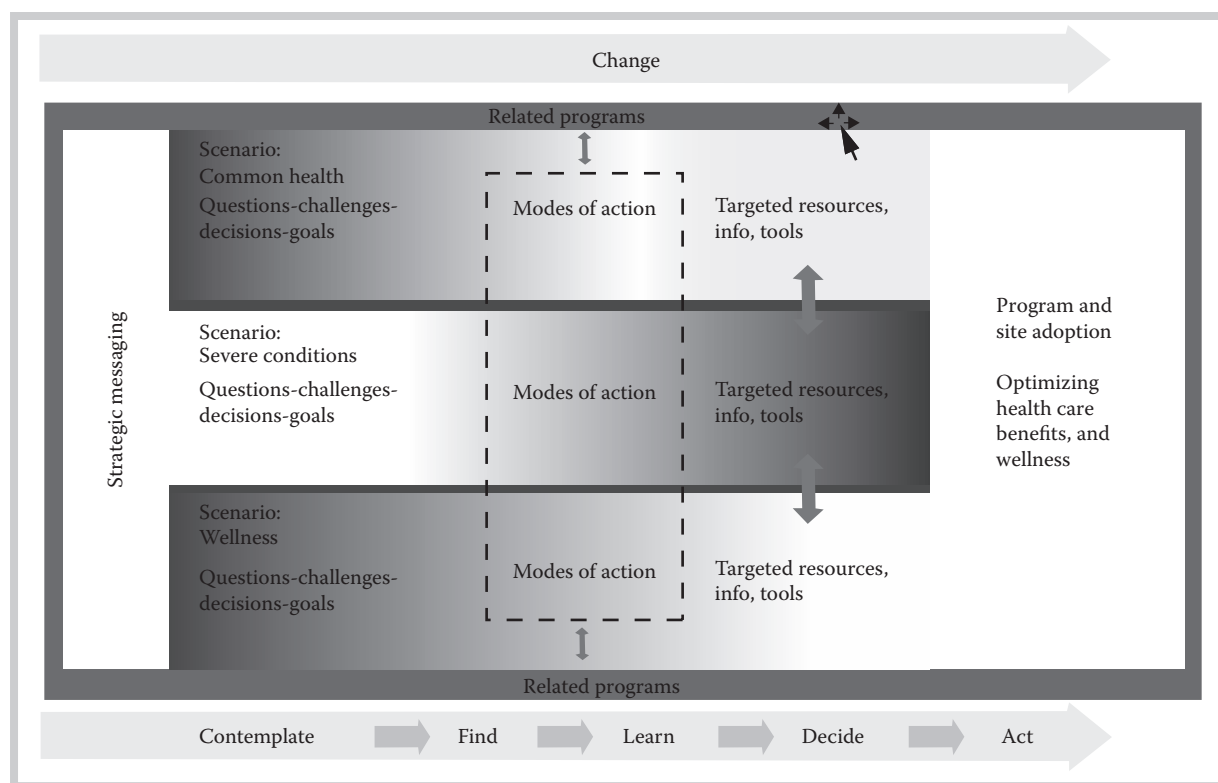 Change
Related programs
Scenario:
Common health
Questions-challenges-
decisions-goals
Modes of action
Targeted resources,
info, tools
Strategic messaging
Scenario:
Severe conditions
Questions-challenges-
decisions-goals
Modes of action
Targeted resources,
info, tools
Program and
site adoption
Optimizing
health care
benefits, and
wellness
Scenario:
Wellness
Questions-challenges-
decisions-goals
Modes of action
Targeted resources,
info, tools
Related programs
Contemplate
Find
Learn
Decide
Act